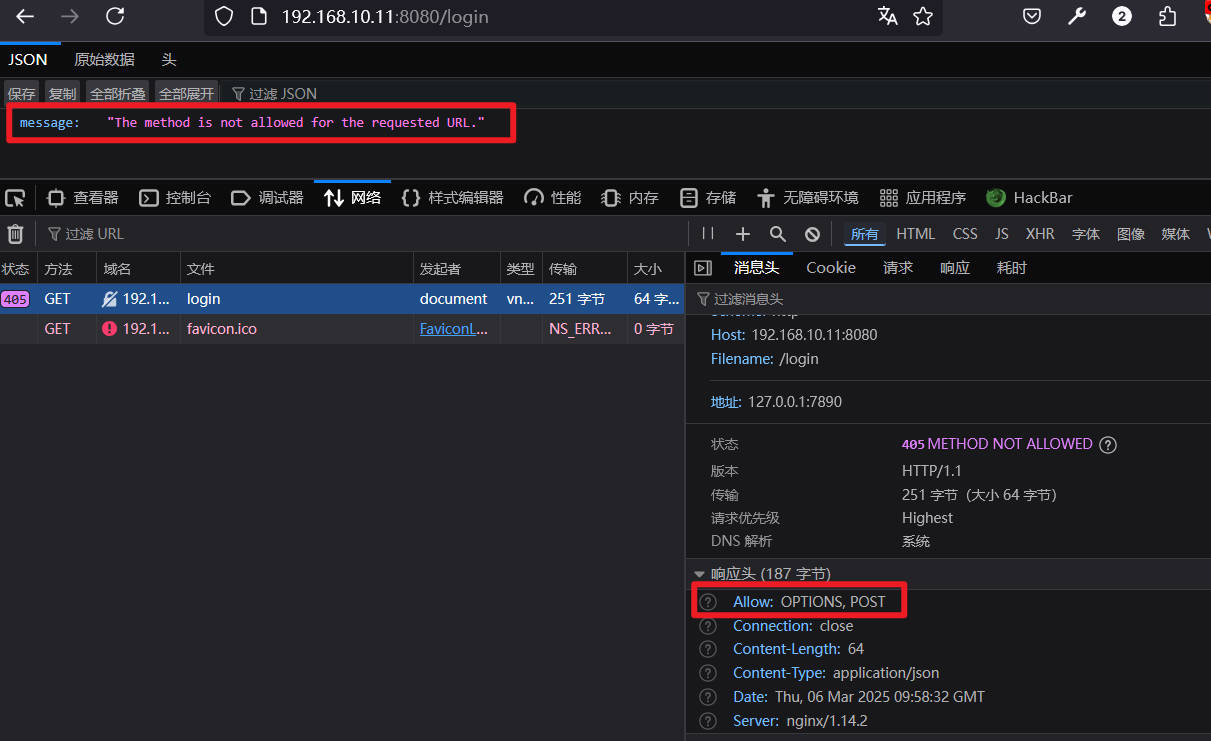 192.168.10.11:8080/login
2
JSON 原始数据 头
保存 复制 全部折叠 全部展开 过滤 JSON
message: "The method is not allowed for the requested URL."
查看器 控制台 调试器 网络 样式编辑器 性能 内存 存储 无障碍环境 应用程序 HackBar
过滤 URL
所有 HTML CSS JS XHR 字体 图像 媒体
状态 方法 域名 文件 发起者 类型 传输 大小
405 GET 192.1... login document vn... 251 字节 64 字...
GET 192.1... favicon.ico FaviconL... NS_ERR... 0 字节
消息头 Cookie 请求 响应 耗时
过滤消息头
Host: 192.168.10.11:8080
Filename: /login
地址: 127.0.0.1:7890
状态 405 METHOD NOT ALLOWED ?
版本 HTTP/1.1
传输 251 字节 (大小 64 字节)
请求优先级 Highest
DNS 解析 系统
响应头 (187 字节)
? Allow: OPTIONS, POST
? Connection: close
? Content-Length: 64
? Content-Type: application/json
? Date: Thu, 06 Mar 2025 09:58:32 GMT
? Server: nginx/1.14.2